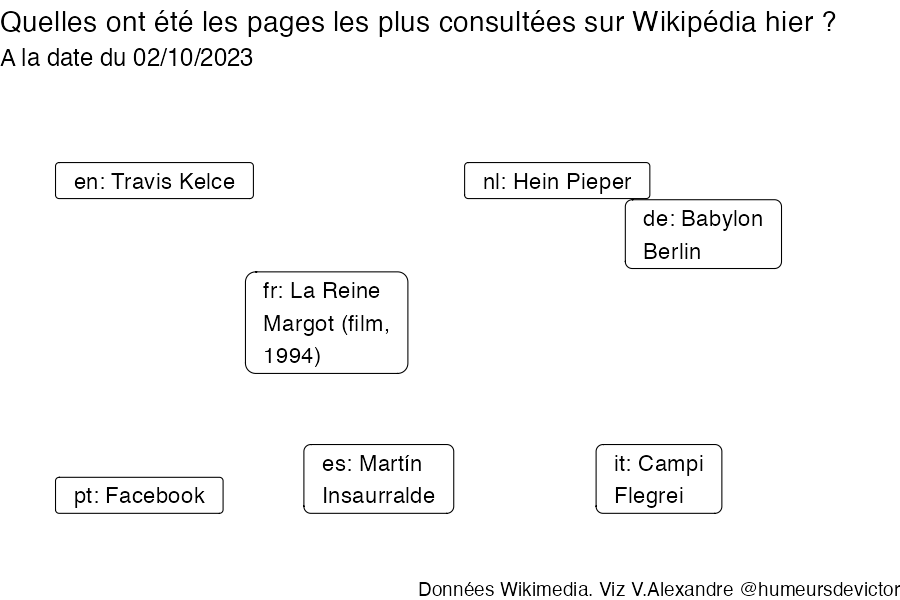 Quelles ont été les pages les plus consultées sur Wikipédia hier ?
A la date du 02/10/2023
en: Travis Kelce
nl: Hein Pieper
de: Babylon
Berlin
fr: La Reine
Margot (film,
1994)
es: Martín
Insaurralde
it: Campi
Flegrei
pt: Facebook
Données Wikimedia. Viz V.Alexandre @humeursdevictor